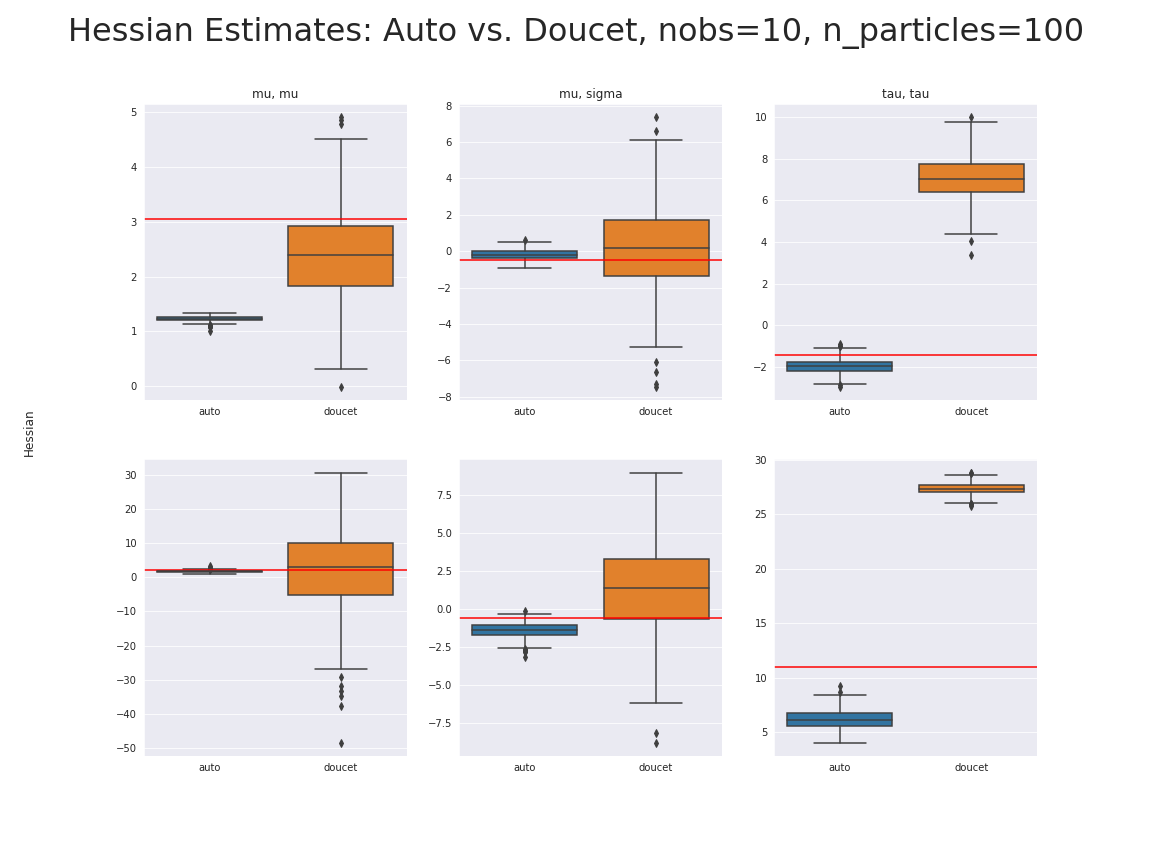 Hessian Estimates: Auto vs. Doucet, nobs=10, n_particles=100
mu, mu
mu, sigma
tau, tau
5
4
3
2
1
0
auto
doucet
8
6
4
2
0
−2
−4
−6
−8
auto
doucet
10
8
6
4
2
0
−2
auto
doucet
Hessian
30
20
10
0
−10
−20
−30
−40
−50
auto
doucet
7.5
5.0
2.5
0.0
−2.5
−5.0
−7.5
auto
doucet
30
25
20
15
10
5
auto
doucet